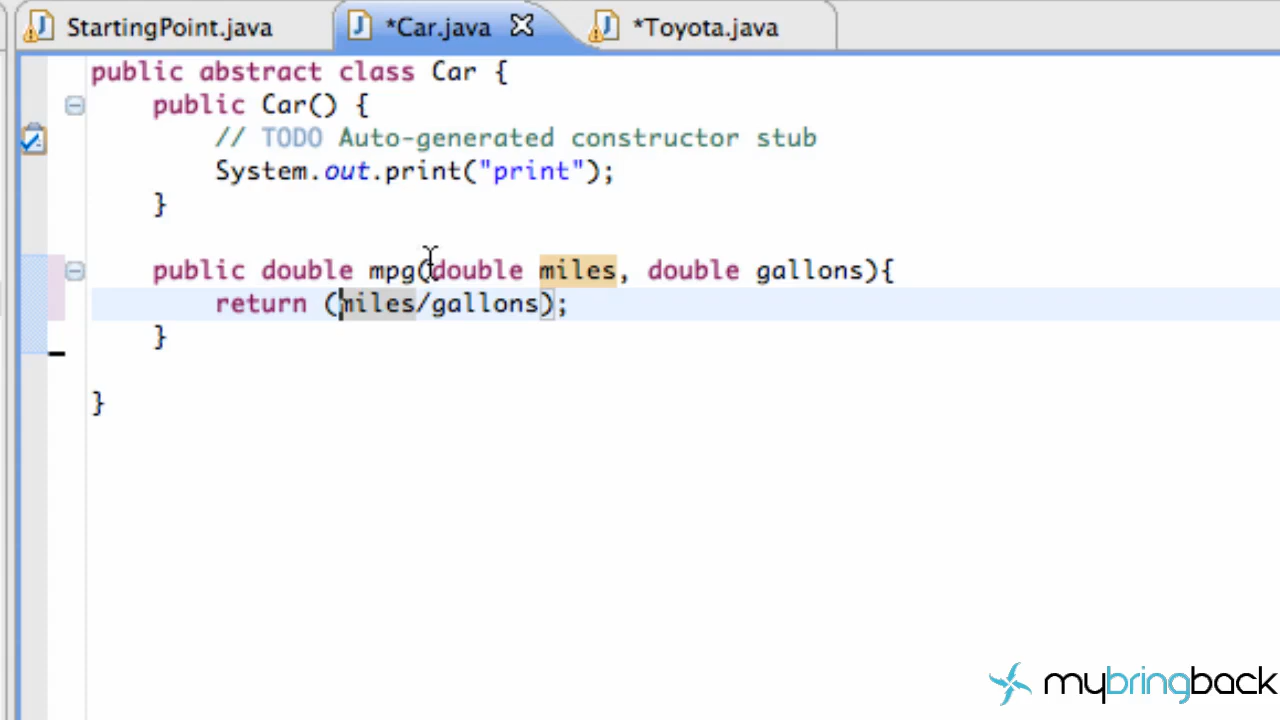 StartingPoint.java *Car.java *Toyota.java
public abstract class Car {
public Car() {
// TODO Auto-generated constructor stub
System.out.print("print");
}
public double mpg(double miles, double gallons){
return (miles/gallons);
}
}
mybringback